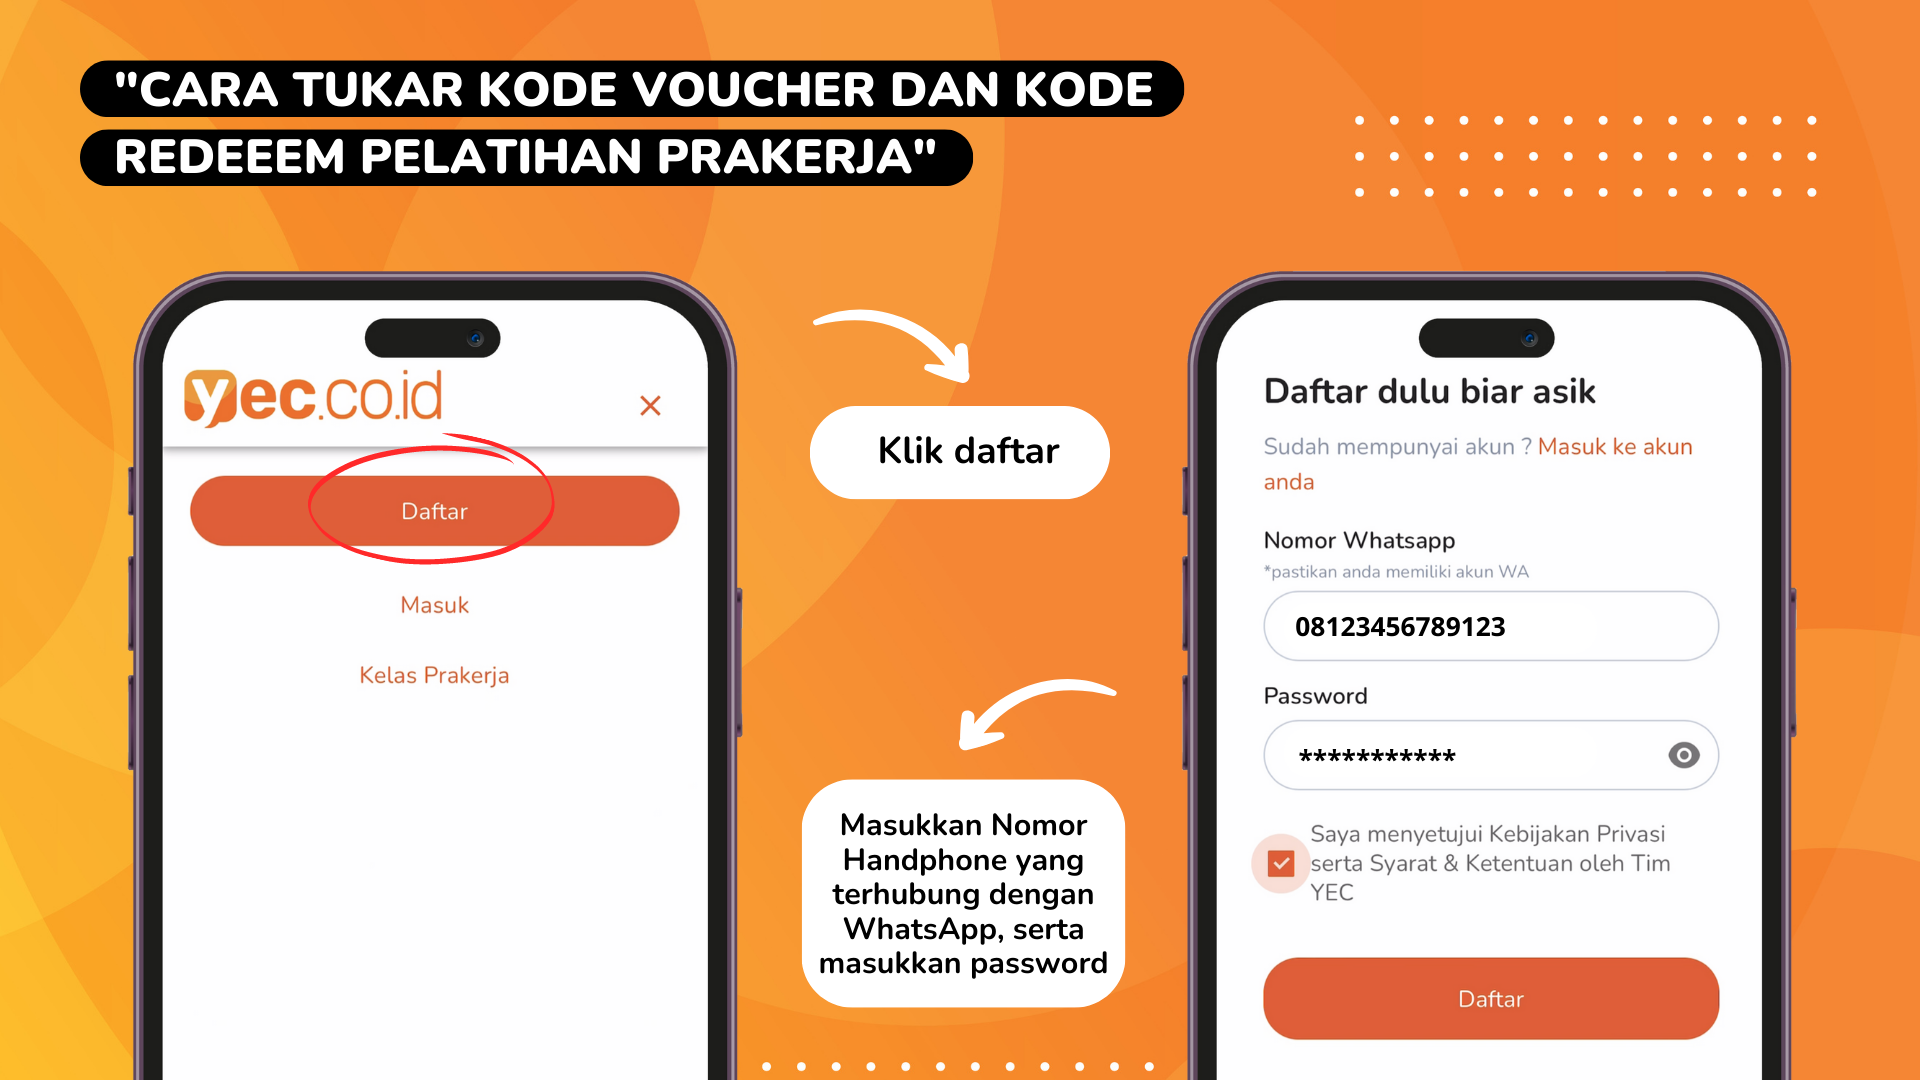 "CARA TUKAR KODE VOUCHER DAN KODE
REDEEEM PELATIHAN PRAKERJA"
yec.co.id
Daftar
Masuk
Kelas Prakerja
Klik daftar
Masukkan Nomor
Handphone yang
terhubung dengan
WhatsApp, serta
masukkan password
Daftar dulu biar asik
Sudah mempunyai akun ? Masuk ke akun
anda
Nomor Whatsapp
*pastikan anda memiliki akun WA
08123456789123
Password
***********
Saya menyetujui Kebijakan Privasi
serta Syarat & Ketentuan oleh Tim
YEC
Daftar